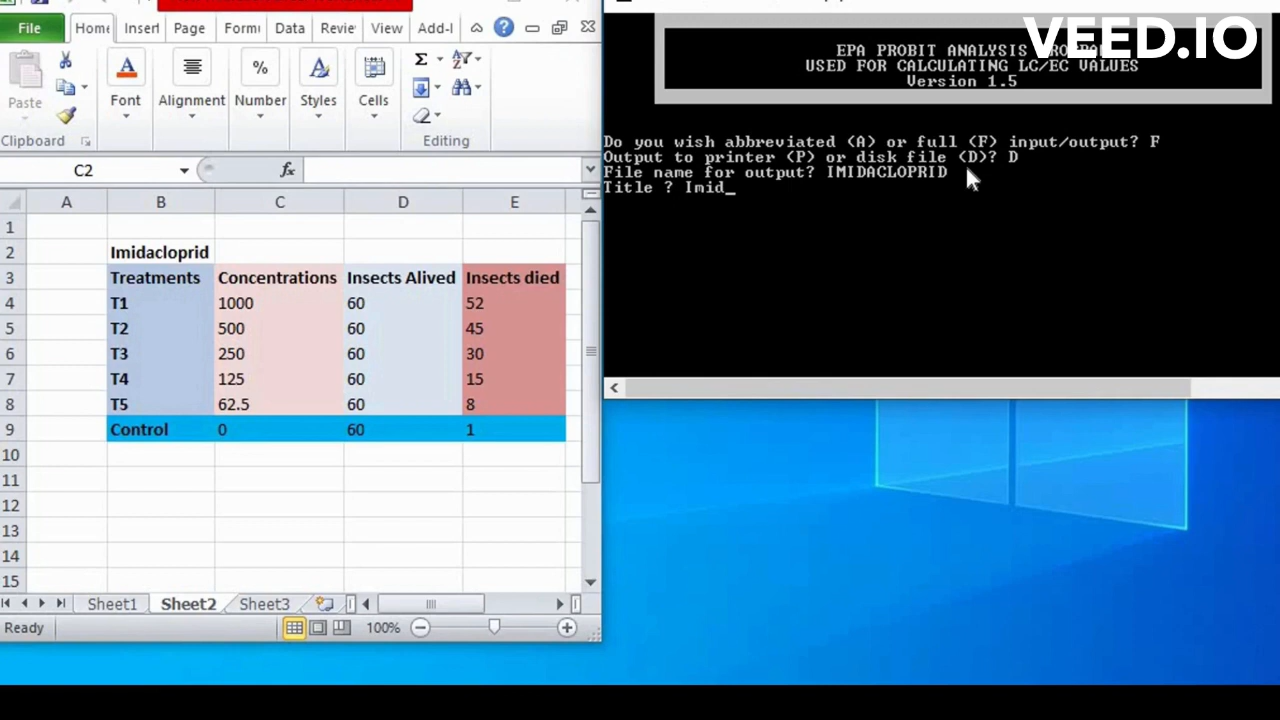 VEED.IO
File Home Insert Page Form Data Revie View Add-I
Paste
Font
Alignment
Number
Styles
Cells
Clipboard
Editing
C2
fx
A B C D E
1
2 Imidacloprid
3 Treatments Concentrations Insects Alived Insects died
4 T1 1000 60 52
5 T2 500 60 45
6 T3 250 60 30
7 T4 125 60 15
8 T5 62.5 60 8
9 Control 0 60 1
10
11
12
13
14
15
Sheet1 Sheet2 Sheet3
Ready 100%
EPA PROBIT ANALYSIS
USED FOR CALCULATING LC/EC VALUES
Version 1.5
Do you wish abbreviated (A) or full (F) input/output? F
Output to printer (P) or disk file (D)? D
File name for output? IMIDACLOPRID
Title ? Imid_